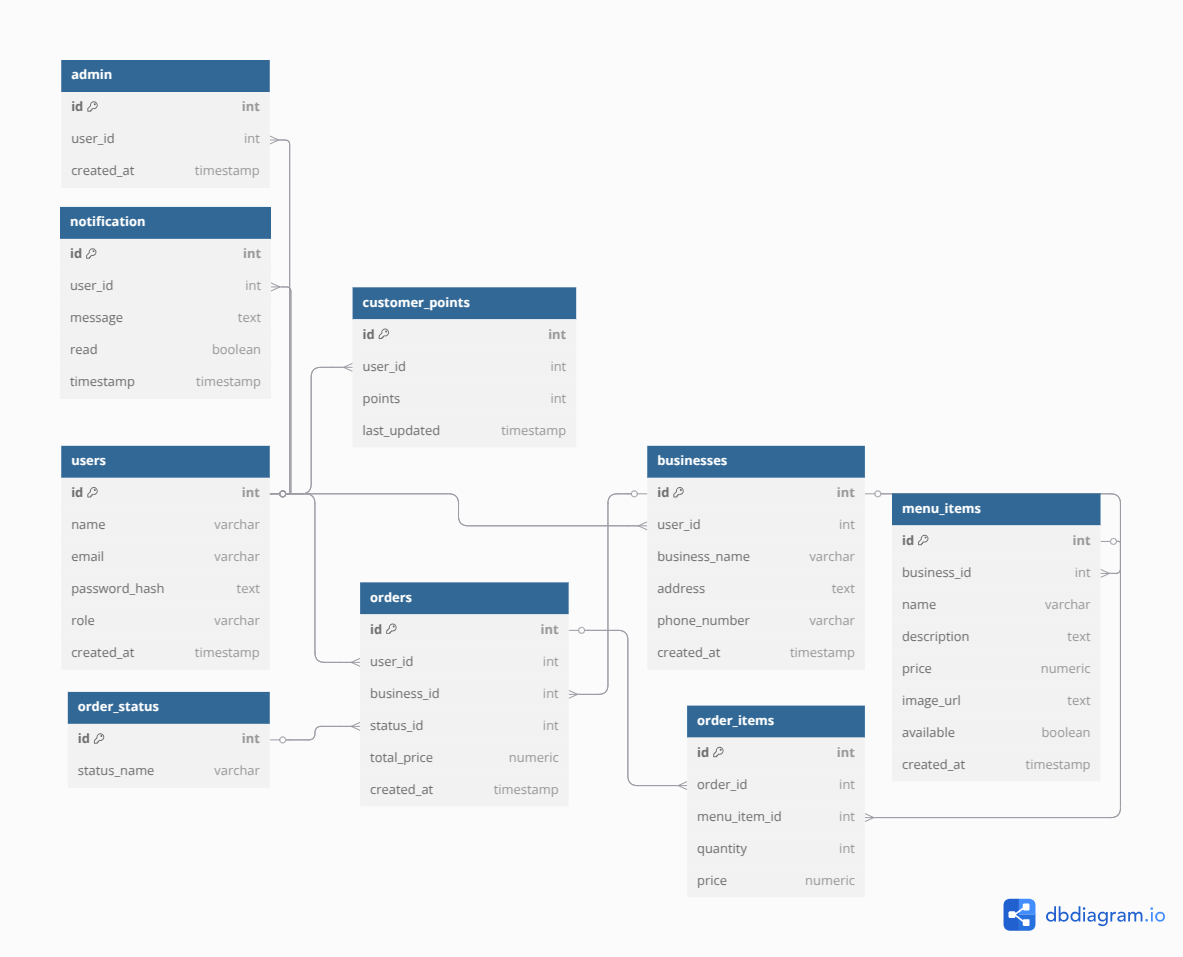 admin
id int
user_id int
created_at timestamp
notification
id int
user_id int
message text
read boolean
timestamp timestamp
customer_points
id int
user_id int
points int
last_updated timestamp
users
id int
name varchar
email varchar
password_hash text
role varchar
created_at timestamp
businesses
id int
user_id int
business_name varchar
address text
phone_number varchar
created_at timestamp
menu_items
id int
business_id int
name varchar
description text
price numeric
image_url text
available boolean
created_at timestamp
orders
id int
user_id int
business_id int
status_id int
total_price numeric
created_at timestamp
order_status
id int
status_name varchar
order_items
id int
order_id int
menu_item_id int
quantity int
price numeric
dbdiagram.io